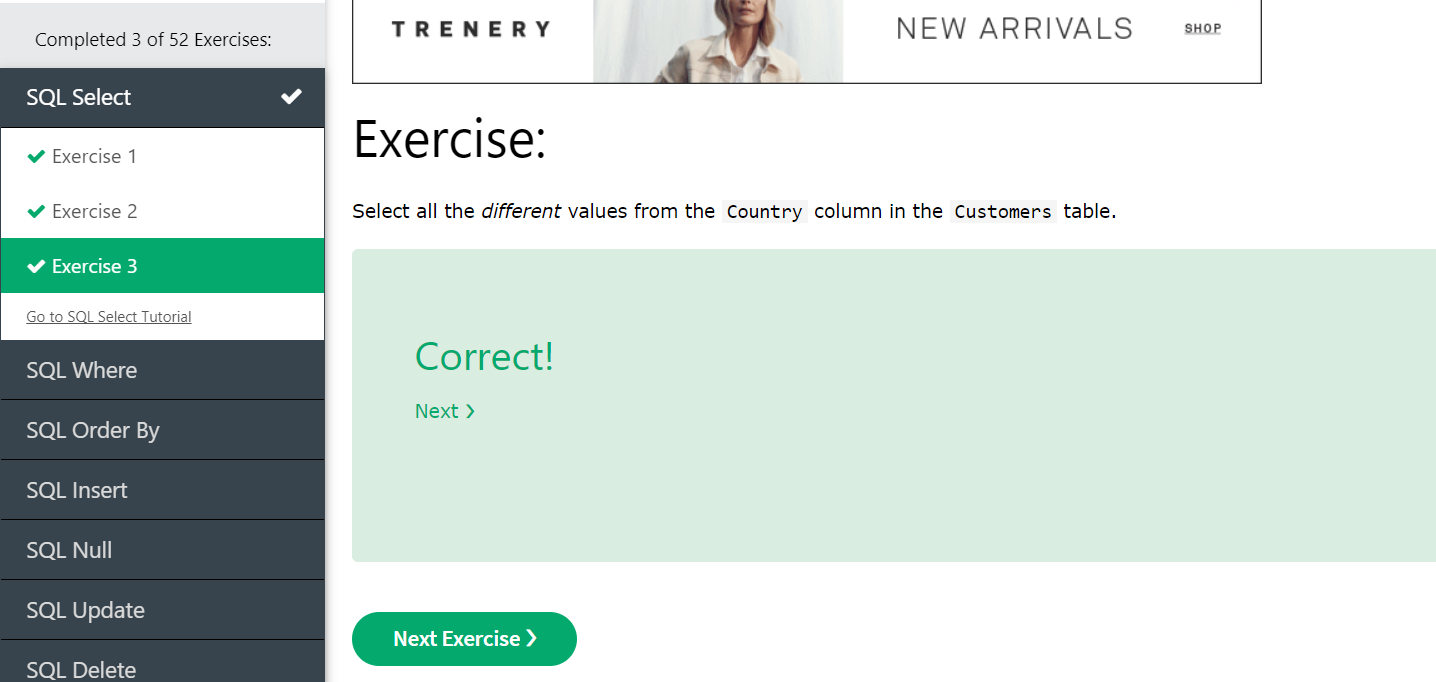 Completed 3 of 52 Exercises:
SQL Select
Exercise 1
Exercise 2
Exercise 3
Go to SQL Select Tutorial
SQL Where
SQL Order By
SQL Insert
SQL Null
SQL Update
SQL Delete
TRENERY
NEW ARRIVALS
SHOP
Exercise:
Select all the different values from the Country column in the Customers table.
Correct!
Next ❯
Next Exercise ❯